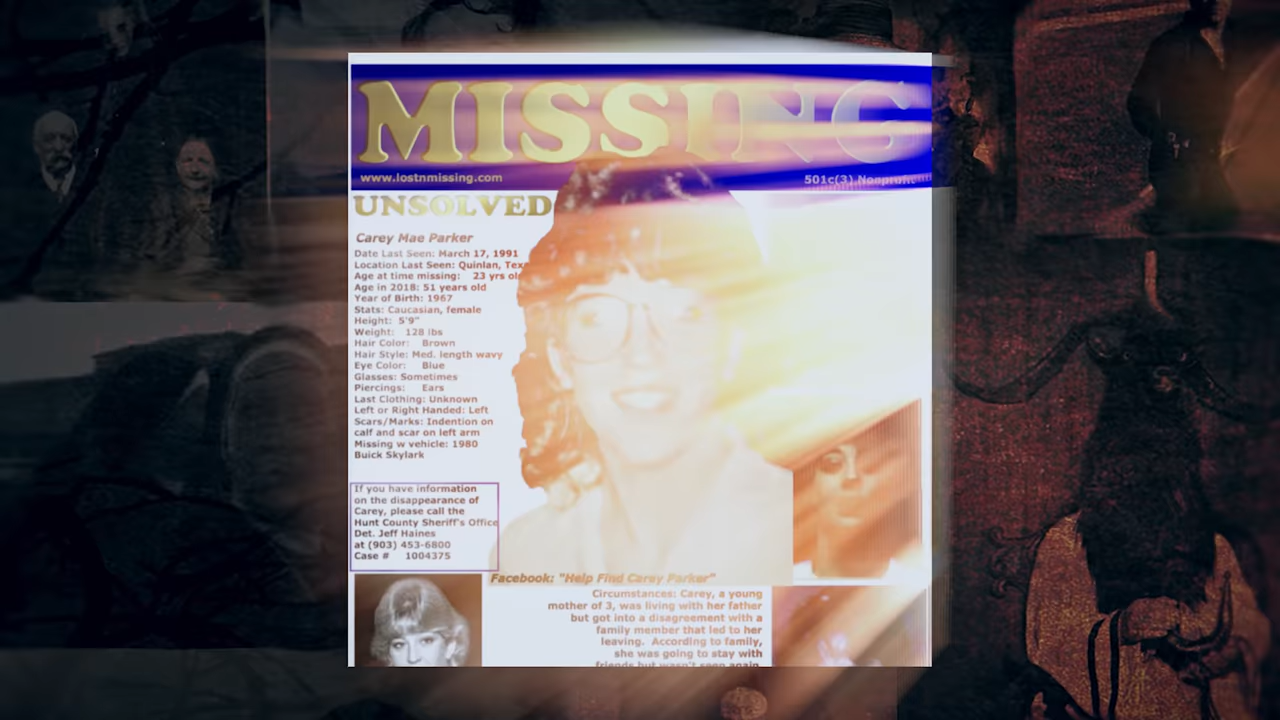 MISSING
www.lostnmissing.com
501c(3) Nonprofit
UNSOLVED
Carey Mae Parker
Date Last Seen: March 17, 1991
Location Last Seen: Quinlan,
Age at time missing: 23 yrs
Age in 2018: 51 years old
Year of Birth: 1967
Stats: Caucasian, female
Height: 5'9"
Weight: 128 lbs
Hair Color: Brown
Hair Style: Med. length wavy
Eye Color: Blue
Glasses: Sometimes
Piercings: Ears
Last Clothing: Unknown
Left or Right Handed: Left
Scars/Marks: Indention on
calf and scar on left arm
Missing w vehicle: 1980
Buick Skylark
If you have information
on the disappearance of
Carey, please call the
Hunt County Sheriff's Office
Det. Jeff Haines
at (903) 453-6800
Case # 1004375
Facebook: "Help Find Carey Parker"
Circumstances: Carey, a young
mother of 3, was living with her father
but got into a disagreement with a
family member that led to her
leaving. According to family,
she was going to stay with
friends but wasn't seen again